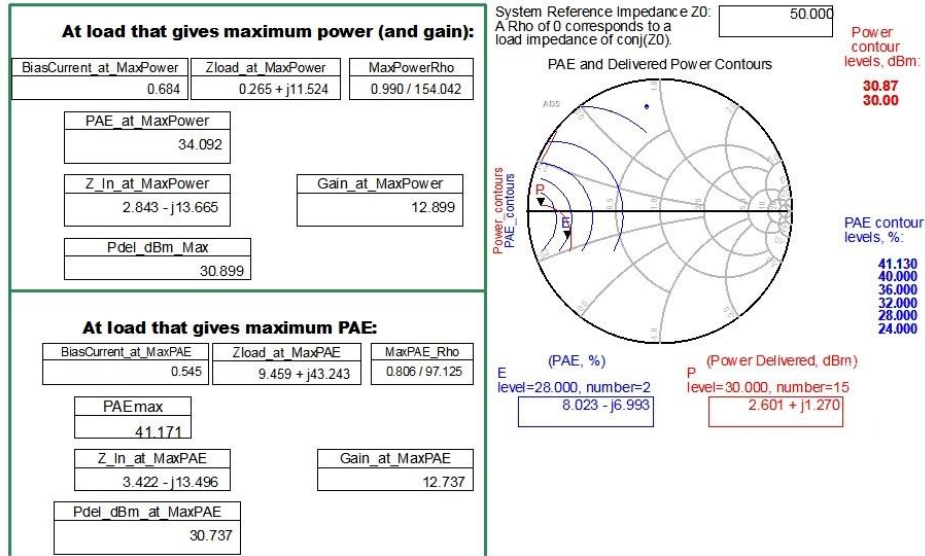 At load that gives maximum power (and gain):
BiasCurrent_at_MaxPower
0.684
Zload_at_MaxPower
0.265 + j11.524
MaxPowerRho
0.990 / 154.042
PAE_at_MaxPower
34.092
Z_In_at_MaxPower
2.843 - j13.665
Gain_at_MaxPower
12.899
Pdel_dBm_Max
30.899
At load that gives maximum PAE:
BiasCurrent_at_MaxPAE
0.545
Zload_at_MaxPAE
9.459 + j43.243
MaxPAE_Rho
0.806 / 97.125
PAEmax
41.171
Z_In_at_MaxPAE
3.422 - j13.496
Gain_at_MaxPAE
12.737
Pdel_dBm_at_MaxPAE
30.737
System Reference Impedance Z0:
50.000
A Rho of 0 corresponds to a
load impedance of conj(Z0).
PAE and Delivered Power Contours
ADS
P
E
Power_contours
PAE_contours
Power
contour
levels, dBm:
30.87
30.00
PAE contour
levels, %:
41.130
40.000
36.000
32.000
28.000
24.000
(PAE, %)
E
level=28.000, number=2
8.023 - j6.993
(Power Delivered, dBm)
P
level=30.000, number=15
2.601 + j1.270